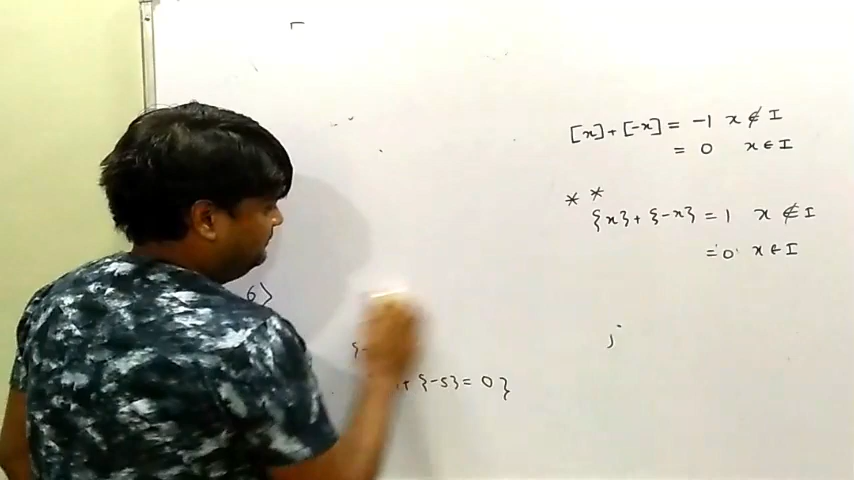 [x] + [-x] = -1 x ∉ I
= 0 x ∈ I
* *
{x} + {-x} = 1 x ∉ I
= 0 x ∈ I
6}
{-
+ {-5} = 0}